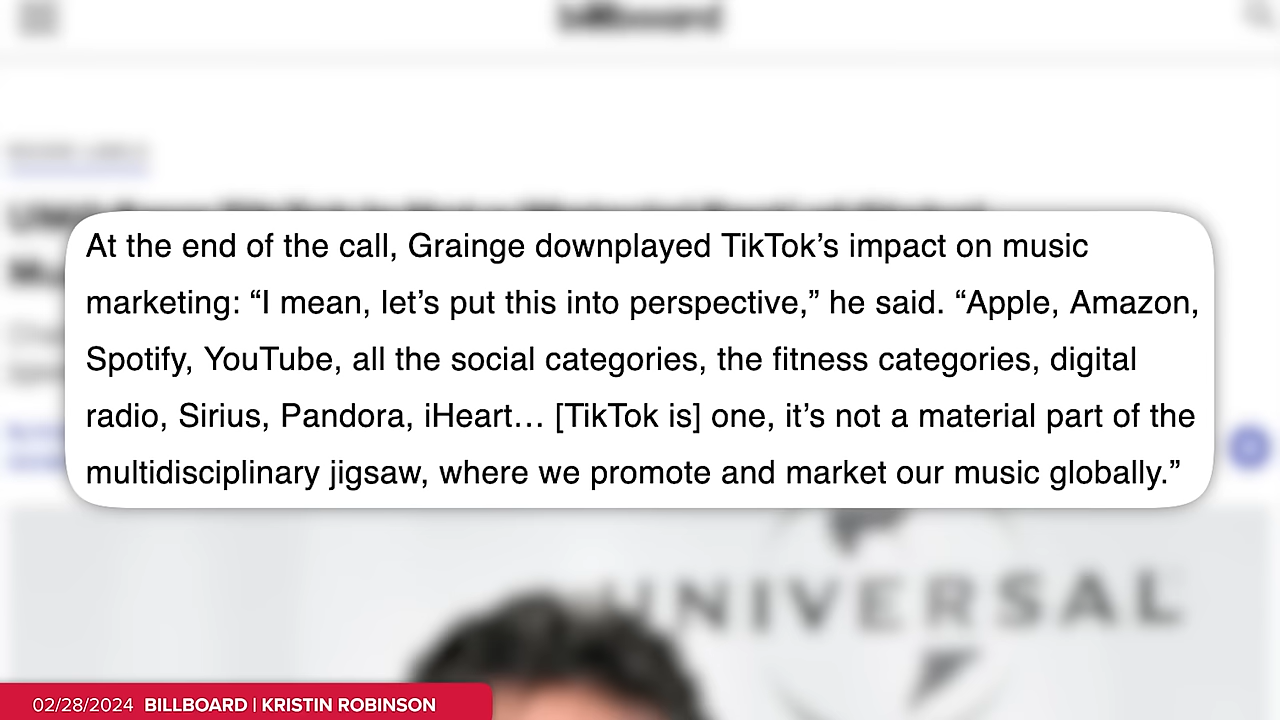 billboard
At the end of the call, Grainge downplayed TikTok’s impact on music
marketing: “I mean, let’s put this into perspective,” he said. “Apple, Amazon,
Spotify, YouTube, all the social categories, the fitness categories, digital
radio, Sirius, Pandora, iHeart… [TikTok is] one, it’s not a material part of the
multidisciplinary jigsaw, where we promote and market our music globally.”
UNIVERSAL
02/28/2024 BILLBOARD | KRISTIN ROBINSON